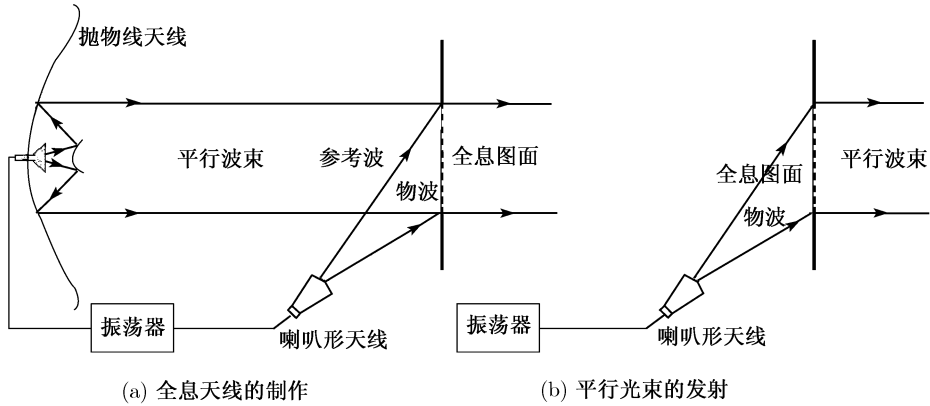 抛物线天线
平行波束
参考波
物波
全息图面
振荡器
喇叭形天线
(a) 全息天线的制作
全息图面
物波
平行波束
振荡器
喇叭形天线
(b) 平行光束的发射